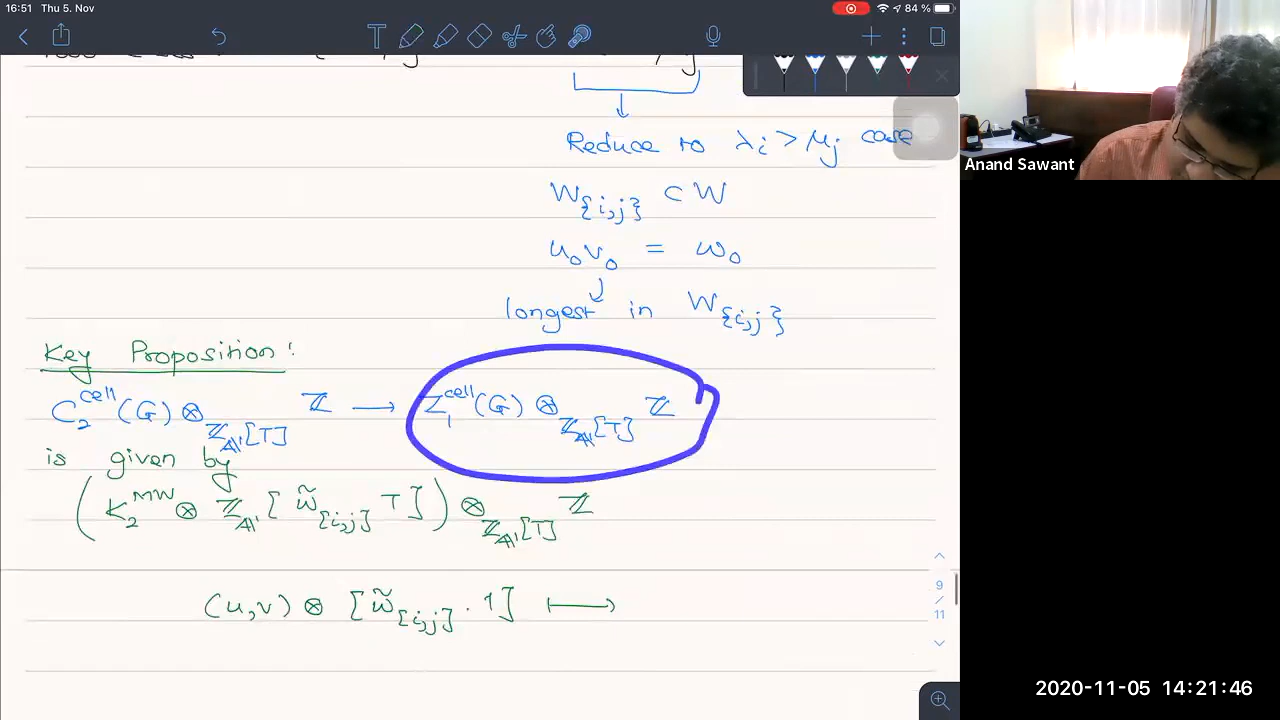 16:51 Thu 5. Nov
84 %
Reduce to λ_i > μ_j case
W_{i,j} ⊂ W
u_0 v_0 = w_0
longest in W_{i,j}
Key Proposition:
C_2^{cell}(G) ⊗_{Z_{A^1}[T]} Z → Z_1^{cell}(G) ⊗_{Z_{A^1}[T]} Z
is given by
(K_2^{MW} ⊗ Z_{A^1}[w̃_{[i,j]} T]) ⊗_{Z_{A^1}[T]} Z
(u,v) ⊗ [w̃_{[i,j]} · 1] ⟼
9
/
11
Anand Sawant
2020-11-05 14:21:46